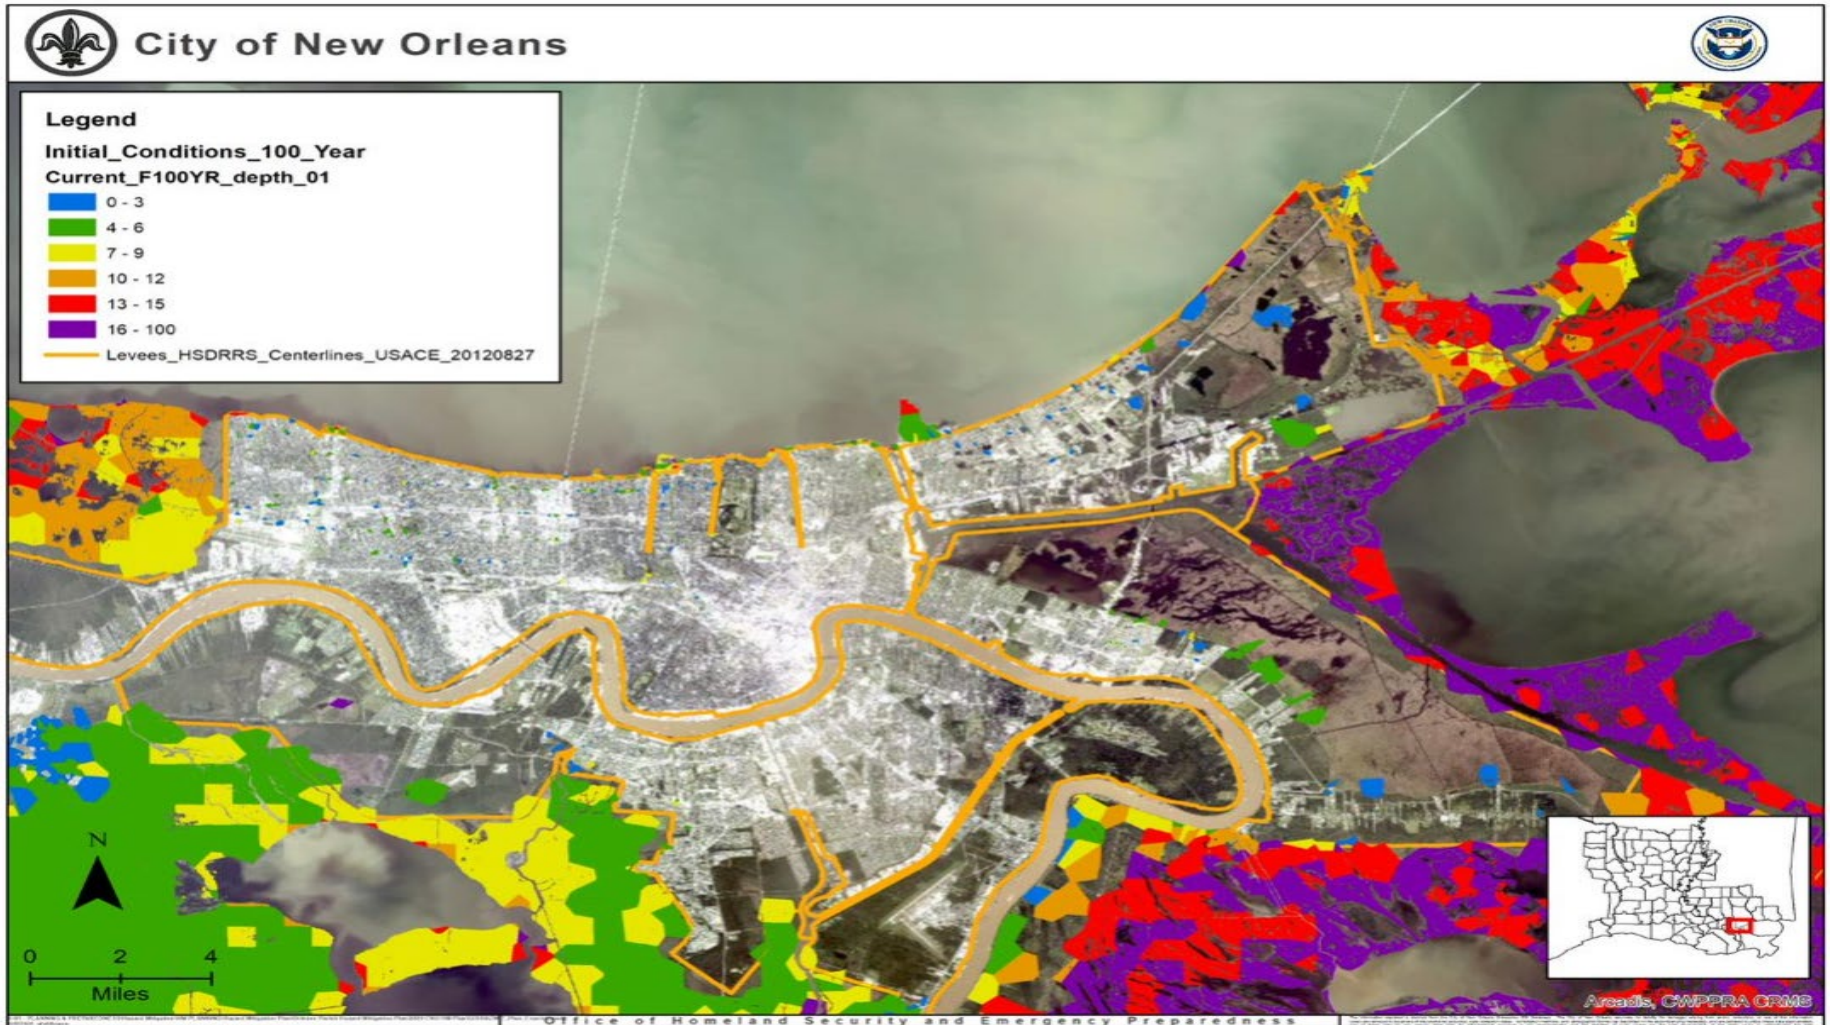 City of New Orleans
Legend
Initial_Conditions_100_Year
Current_F100YR_depth_01
0 - 3
4 - 6
7 - 9
10 - 12
13 - 15
16 - 100
Levees_HSDRRS_Centerlines_USACE_20120827
N
0 2 4
Miles
Arcadis, CWPPRA CRMS
Office of Homeland Security and Emergency Preparedness